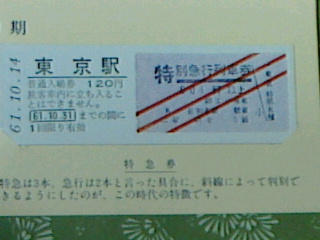 期
61.10.14
東京駅
普通入場券 120円
旅客車内に立ち入るこ
とはできません。
61.10.31 までの間に
1回限り有効
特別急行列車券
特急券
特急は3本、急行は2本と言った具合に、斜線によって判別で
きるようにしたのが、この時代の特徴です。